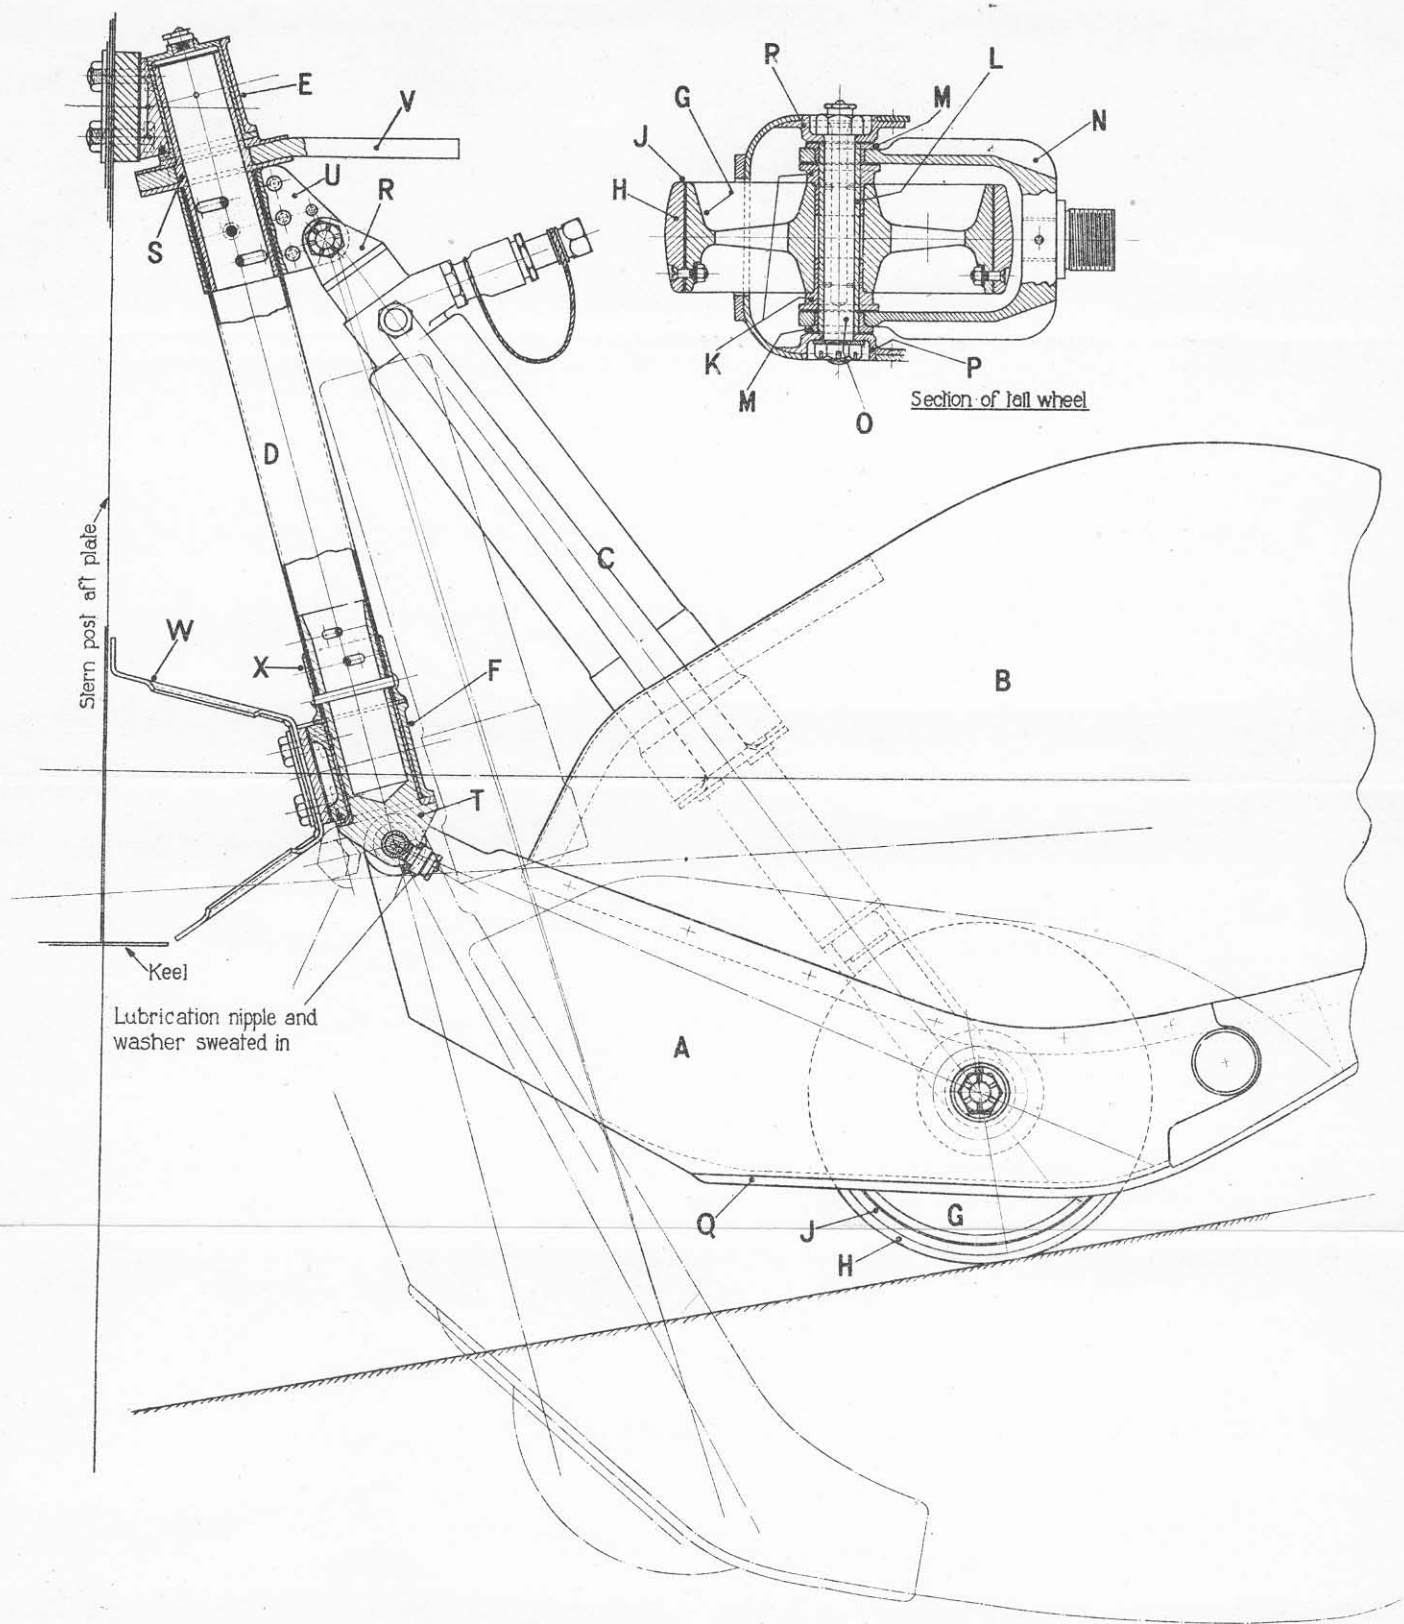 E
V
U
R
S
D
R
L
G
M
J
N
H
K
M
P
O
Section of tail wheel
C
Stern post aft plate
W
X
F
B
T
Keel
Lubrication nipple and
washer sweated in
A
Q
J
G
H